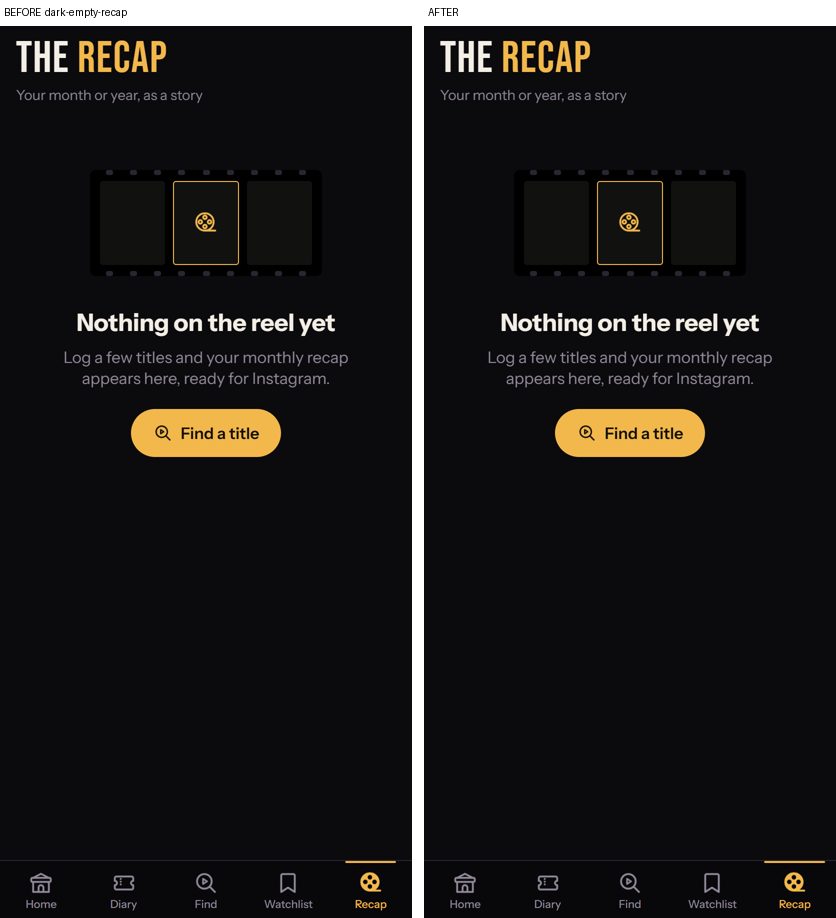 BEFORE dark-empty-recap
THE RECAP
Your month or year, as a story
Nothing on the reel yet
Log a few titles and your monthly recap
appears here, ready for Instagram.
Find a title
Home Diary Find Watchlist Recap
AFTER
THE RECAP
Your month or year, as a story
Nothing on the reel yet
Log a few titles and your monthly recap
appears here, ready for Instagram.
Find a title
Home Diary Find Watchlist Recap